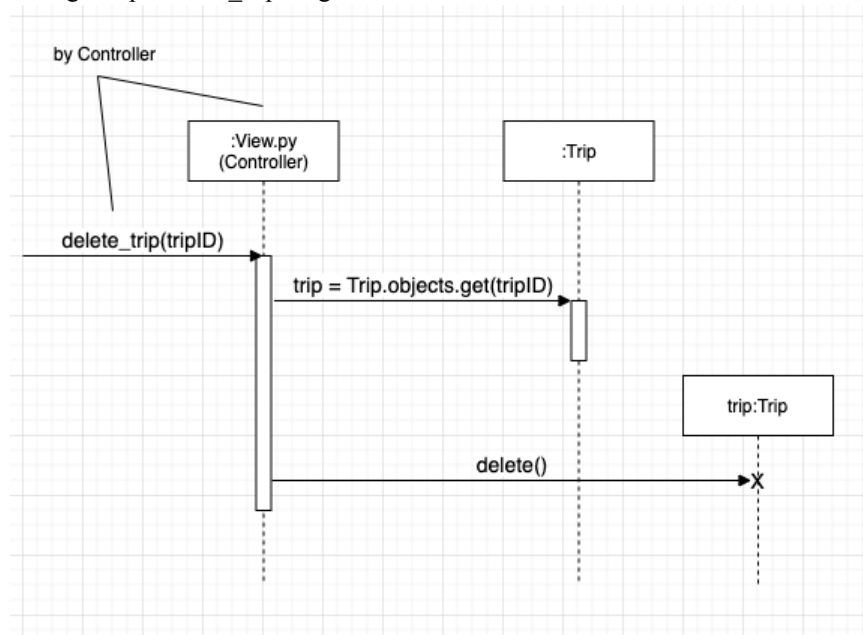 by Controller
:View.py
(Controller)
:Trip
delete_trip(tripID)
trip = Trip.objects.get(tripID)
trip:Trip
delete()
X